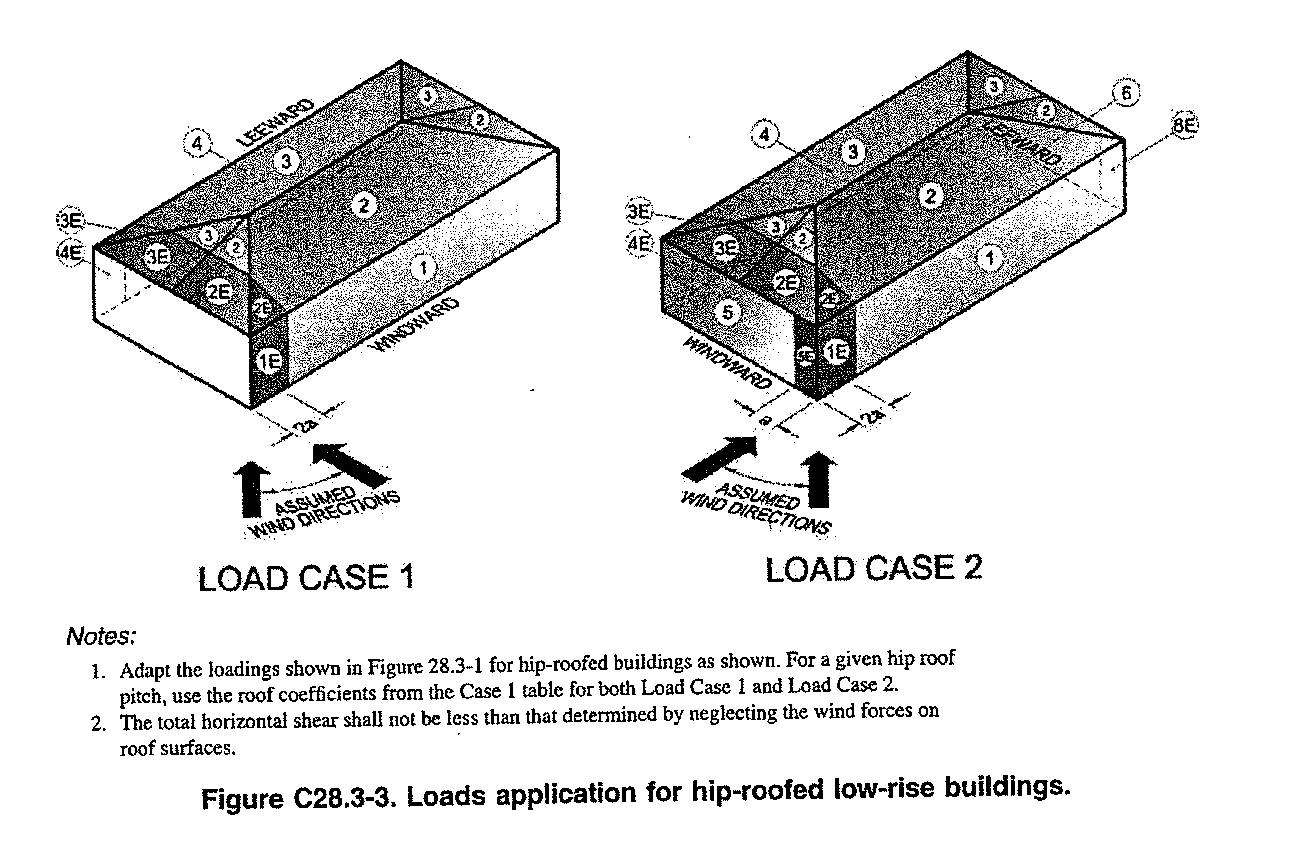 3
2
4
LEEWARD
3
2
3E
4E
3E
3
2
2E
2E
1
1E
WINDWARD
2a
ASSUMED
WIND DIRECTIONS
LOAD CASE 1
3
2
6
6E
4
LEEWARD
3
2
3E
4E
3E
3
2
2E
2E
1
5
5E
1E
WINDWARD
a
2a
ASSUMED
WIND DIRECTIONS
LOAD CASE 2
Notes:
1. Adapt the loadings shown in Figure 28.3-1 for hip-roofed buildings as shown. For a given hip roof
pitch, use the roof coefficients from the Case 1 table for both Load Case 1 and Load Case 2.
2. The total horizontal shear shall not be less than that determined by neglecting the wind forces on
roof surfaces.
Figure C28.3-3. Loads application for hip-roofed low-rise buildings.